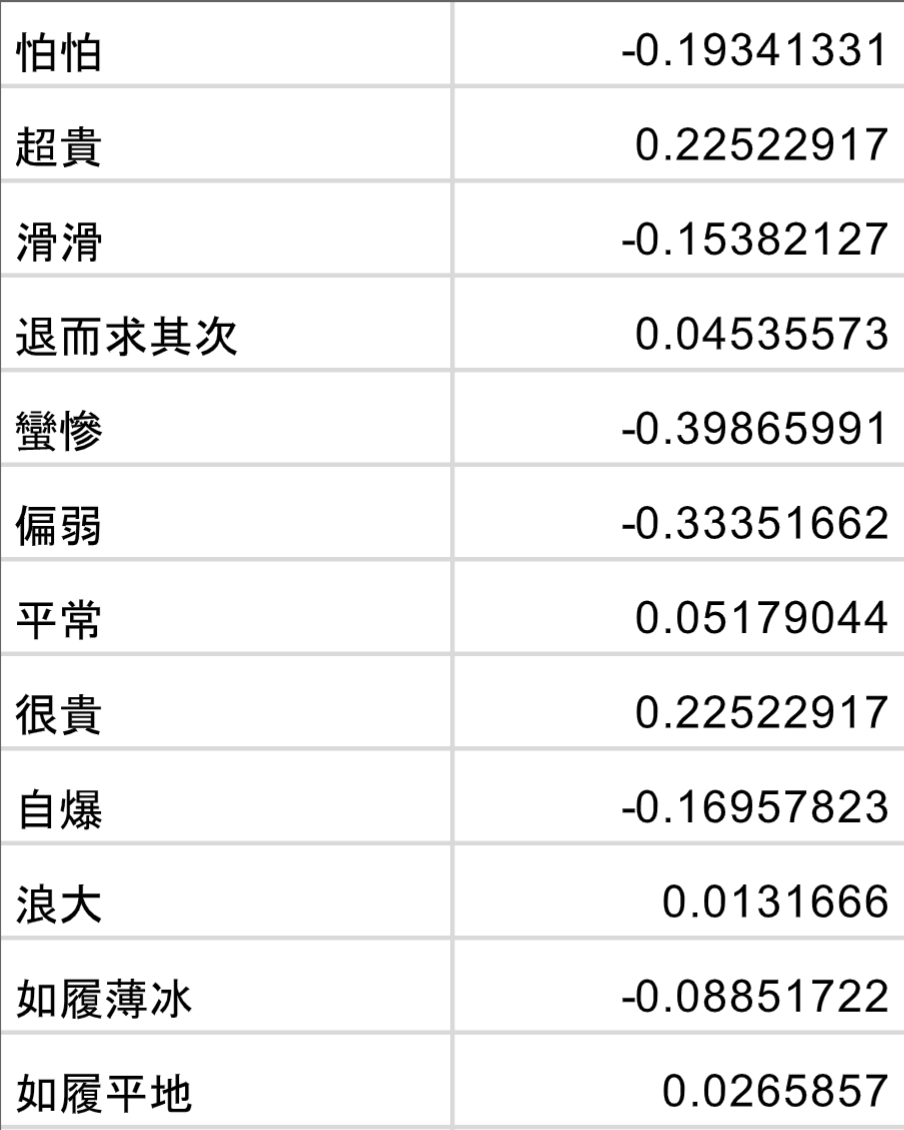 怕怕 -0.19341331
超貴 0.22522917
滑滑 -0.15382127
退而求其次 0.04535573
蠻慘 -0.39865991
偏弱 -0.33351662
平常 0.05179044
很貴 0.22522917
自爆 -0.16957823
浪大 0.0131666
如履薄冰 -0.08851722
如履平地 0.0265857